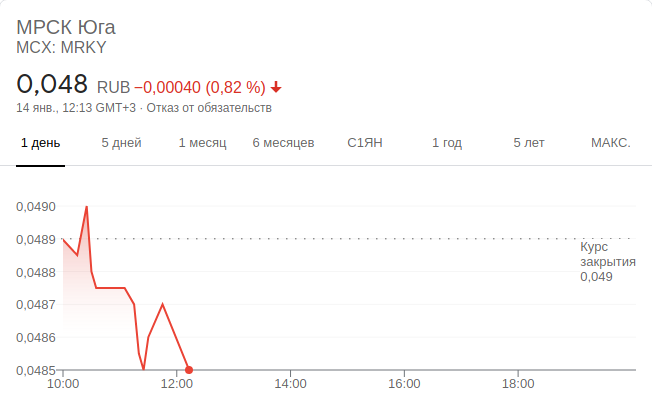 МРСК Юга
MCX: MRKY
0,048 RUB −0,00040 (0,82 %)
14 янв., 12:13 GMT+3 · Отказ от обязательств
1 день 5 дней 1 месяц 6 месяцев С1ЯН 1 год 5 лет МАКС.
0,0490
0,0489
Курс
закрытия
0,049
0,0488
0,0487
0,0486
0,0485
10:00 12:00 14:00 16:00 18:00